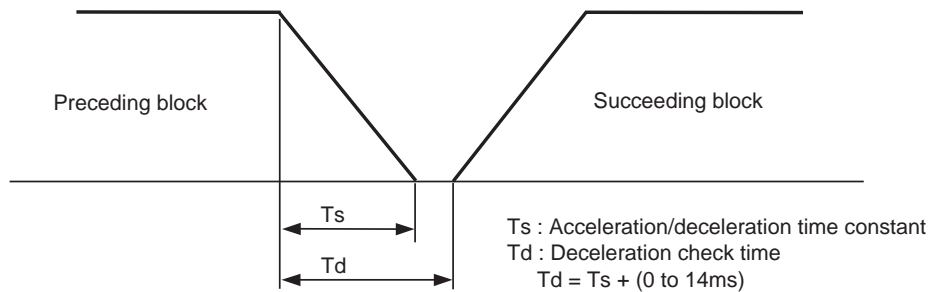 Preceding block
Succeeding block
Ts
Td
Ts : Acceleration/deceleration time constant
Td : Deceleration check time
Td = Ts + (0 to 14ms)